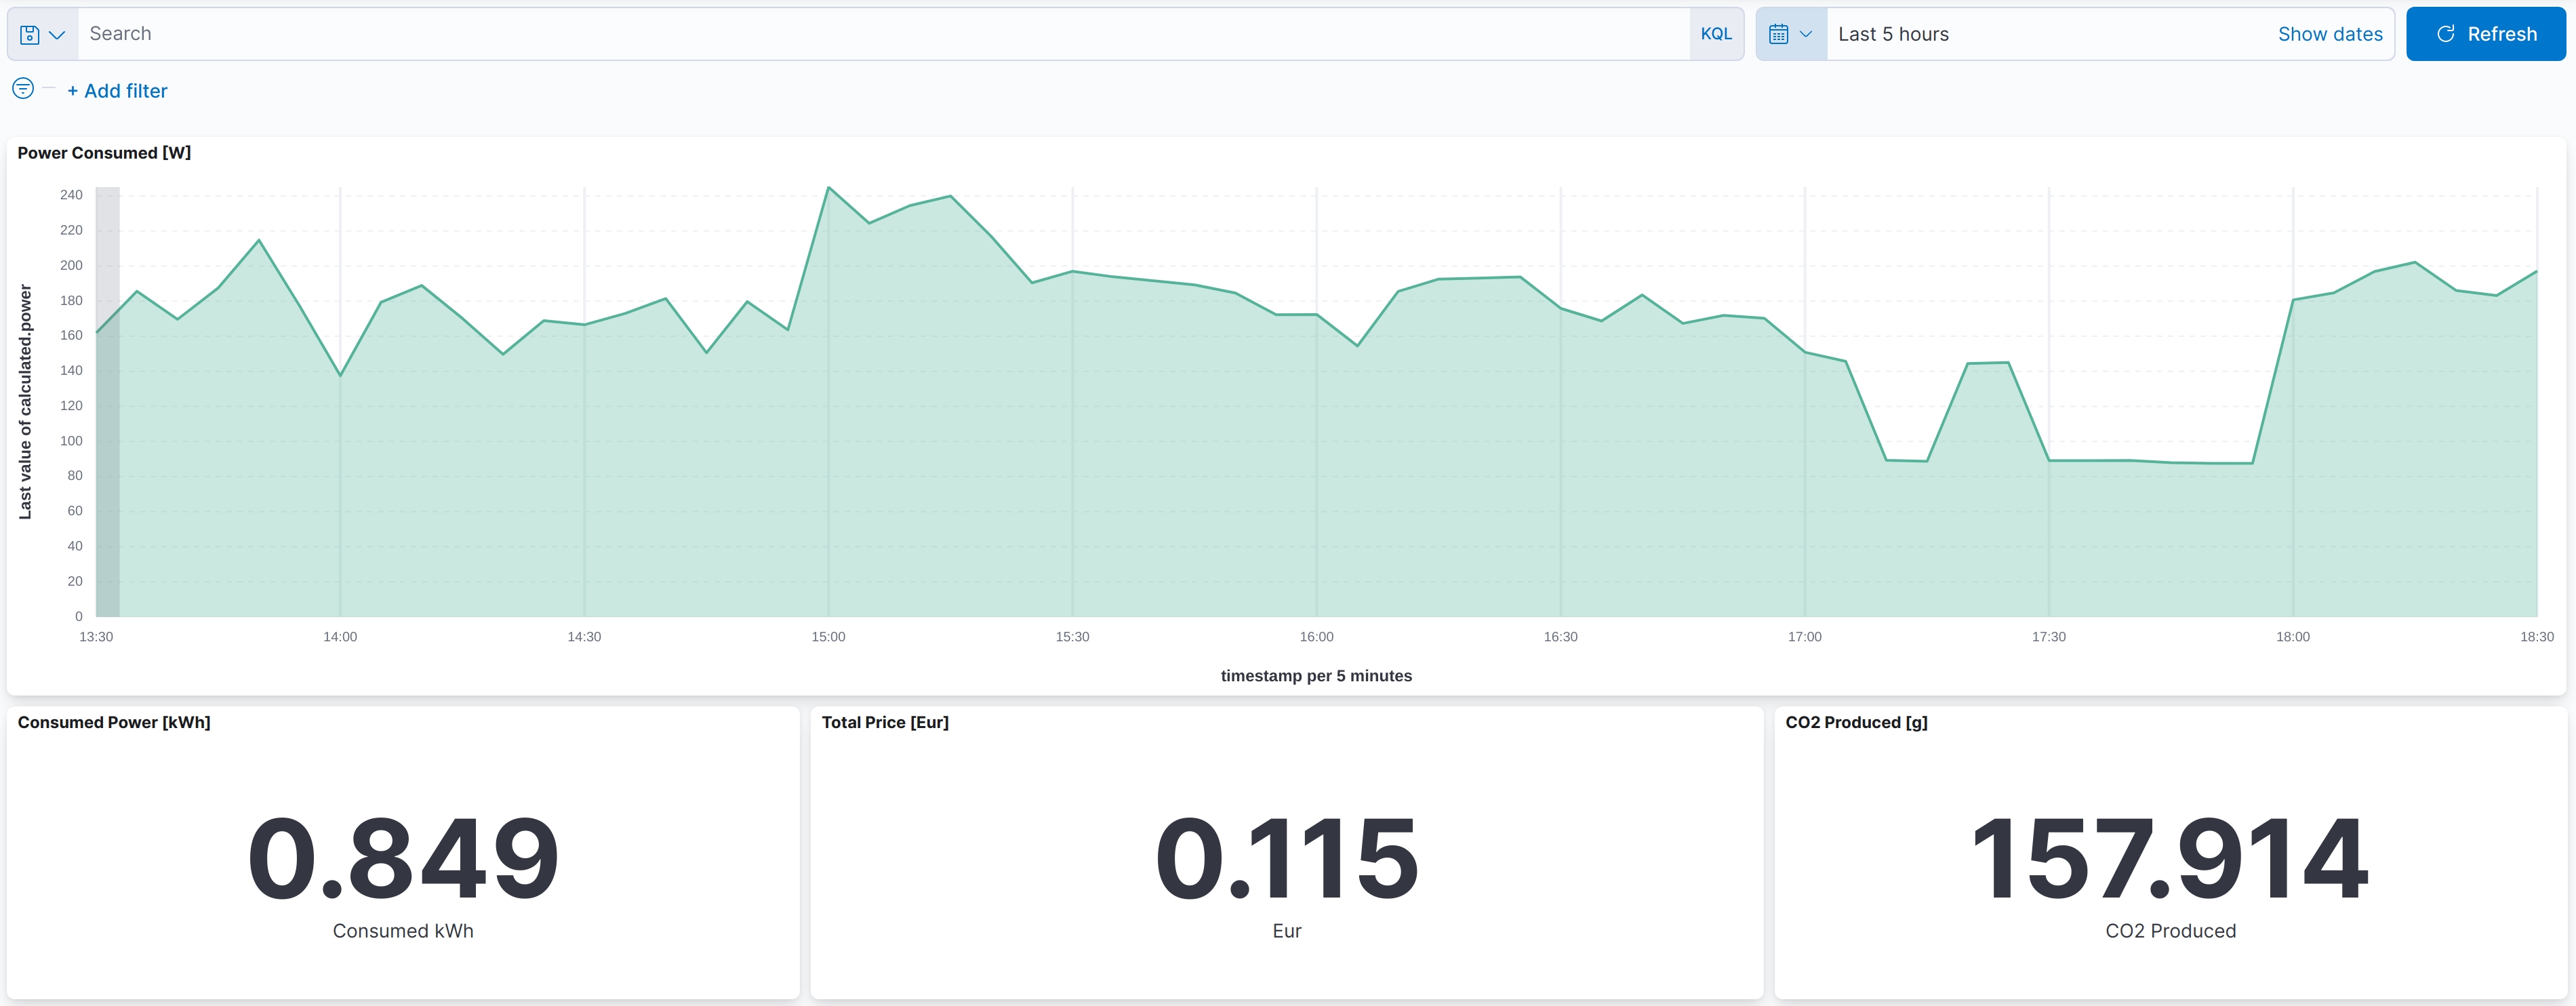 Search KQL Last 5 hours Show dates Refresh
+ Add filter
Power Consumed [W]
240
220
200
180
160
140
120
100
80
60
40
20
0
Last value of calculated.power
13:30 14:00 14:30 15:00 15:30 16:00 16:30 17:00 17:30 18:00 18:30
timestamp per 5 minutes
Consumed Power [kWh]
0.849
Consumed kWh
Total Price [Eur]
0.115
Eur
CO2 Produced [g]
157.914
CO2 Produced